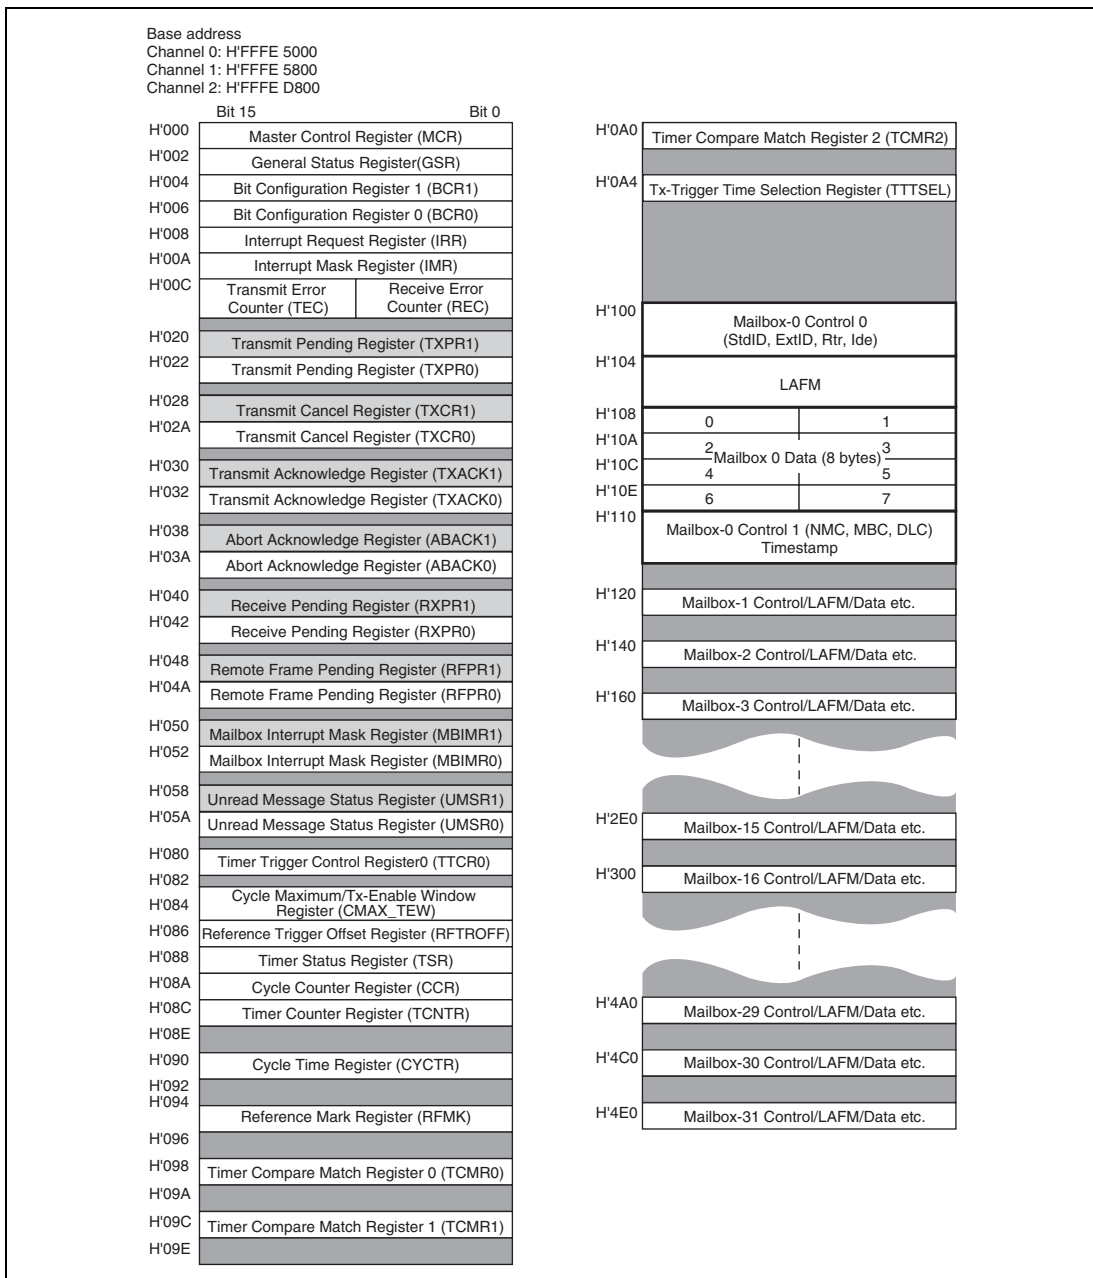 Base address
Channel 0: H'FFFE 5000
Channel 1: H'FFFE 5800
Channel 2: H'FFFE D800
Bit 15 Bit 0
H'000 Master Control Register (MCR)
H'002 General Status Register(GSR)
H'004 Bit Configuration Register 1 (BCR1)
H'006 Bit Configuration Register 0 (BCR0)
H'008 Interrupt Request Register (IRR)
H'00A Interrupt Mask Register (IMR)
H'00C Transmit Error Receive Error
Counter (TEC) Counter (REC)
H'020 Transmit Pending Register (TXPR1)
H'022 Transmit Pending Register (TXPR0)
H'028 Transmit Cancel Register (TXCR1)
H'02A Transmit Cancel Register (TXCR0)
H'030 Transmit Acknowledge Register (TXACK1)
H'032 Transmit Acknowledge Register (TXACK0)
H'038 Abort Acknowledge Register (ABACK1)
H'03A Abort Acknowledge Register (ABACK0)
H'040 Receive Pending Register (RXPR1)
H'042 Receive Pending Register (RXPR0)
H'048 Remote Frame Pending Register (RFPR1)
H'04A Remote Frame Pending Register (RFPR0)
H'050 Mailbox Interrupt Mask Register (MBIMR1)
H'052 Mailbox Interrupt Mask Register (MBIMR0)
H'058 Unread Message Status Register (UMSR1)
H'05A Unread Message Status Register (UMSR0)
H'080 Timer Trigger Control Register0 (TTCR0)
H'082
H'084 Cycle Maximum/Tx-Enable Window
Register (CMAX_TEW)
H'086 Reference Trigger Offset Register (RFTROFF)
H'088 Timer Status Register (TSR)
H'08A Cycle Counter Register (CCR)
H'08C Timer Counter Register (TCNTR)
H'08E
H'090 Cycle Time Register (CYCTR)
H'092
H'094
Reference Mark Register (RFMK)
H'096
H'098 Timer Compare Match Register 0 (TCMR0)
H'09A
H'09C Timer Compare Match Register 1 (TCMR1)
H'09E
H'0A0 Timer Compare Match Register 2 (TCMR2)
H'0A4 Tx-Trigger Time Selection Register (TTTSEL)
H'100 Mailbox-0 Control 0
(StdID, ExtID, Rtr, Ide)
H'104 LAFM
H'108 0 1
H'10A 2 3
Mailbox 0 Data (8 bytes)
H'10C 4 5
H'10E 6 7
H'110 Mailbox-0 Control 1 (NMC, MBC, DLC)
Timestamp
H'120 Mailbox-1 Control/LAFM/Data etc.
H'140 Mailbox-2 Control/LAFM/Data etc.
H'160 Mailbox-3 Control/LAFM/Data etc.
H'2E0 Mailbox-15 Control/LAFM/Data etc.
H'300 Mailbox-16 Control/LAFM/Data etc.
H'4A0 Mailbox-29 Control/LAFM/Data etc.
H'4C0 Mailbox-30 Control/LAFM/Data etc.
H'4E0 Mailbox-31 Control/LAFM/Data etc.